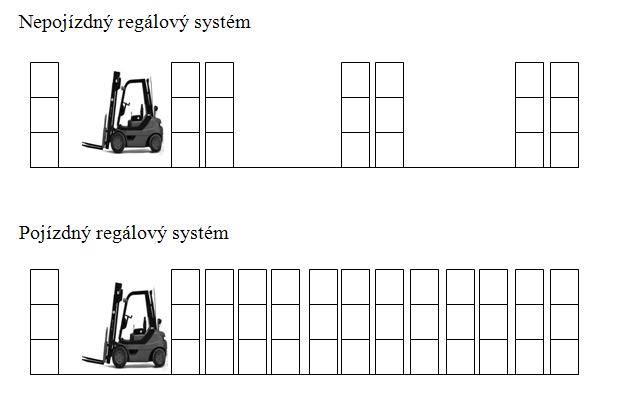 Nepojízdný regálový systém
Pojízdný regálový systém